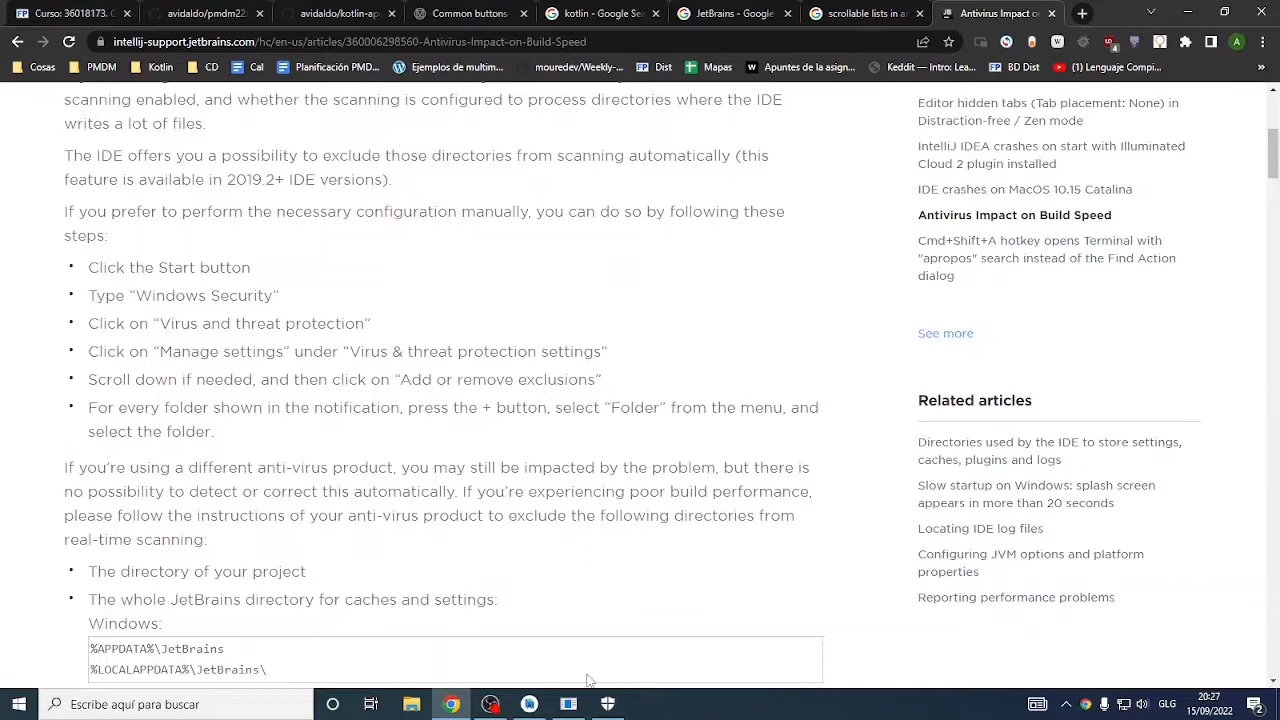 Curso: 36018173. C
avidaldo/pmdm22
avidaldo/kotlin-ap
Common buttons
kotlin - Google Sea
JetBrains - Google
scrollable lists in a
Antivirus Impact on
intellij-support.jetbrains.com/hc/en-us/articles/360006298560-Antivirus-Impact-on-Build-Speed
Cosas
PMDM
Kotlin
CD
Cal
Planificación PMD...
Ejemplos de multim...
mouredev/Weekly-...
Dist
Mapas
Apuntes de la asign...
Keddit — Intro: Lea...
BD Dist
(1) Lenguaje Compi...
scanning enabled, and whether the scanning is configured to process directories where the IDE
writes a lot of files.
The IDE offers you a possibility to exclude those directories from scanning automatically (this
feature is available in 2019.2+ IDE versions).
If you prefer to perform the necessary configuration manually, you can do so by following these
steps:
• Click the Start button
• Type “Windows Security”
• Click on “Virus and threat protection”
• Click on “Manage settings” under “Virus & threat protection settings”
• Scroll down if needed, and then click on “Add or remove exclusions”
• For every folder shown in the notification, press the + button, select “Folder” from the menu, and
select the folder.
If you’re using a different anti-virus product, you may still be impacted by the problem, but there is
no possibility to detect or correct this automatically. If you’re experiencing poor build performance,
please follow the instructions of your anti-virus product to exclude the following directories from
real-time scanning:
• The directory of your project
• The whole JetBrains directory for caches and settings:
Windows:
%APPDATA%\JetBrains
%LOCALAPPDATA%\JetBrains\
Editor hidden tabs (Tab placement: None) in
Distraction-free / Zen mode
IntelliJ IDEA crashes on start with Illuminated
Cloud 2 plugin installed
IDE crashes on MacOS 10.15 Catalina
Antivirus Impact on Build Speed
Cmd+Shift+A hotkey opens Terminal with
"apropos" search instead of the Find Action
dialog
See more
Related articles
Directories used by the IDE to store settings,
caches, plugins and logs
Slow startup on Windows: splash screen
appears in more than 20 seconds
Locating IDE log files
Configuring JVM options and platform
properties
Reporting performance problems
Escribe aquí para buscar
GLG
20:27
15/09/2022
2